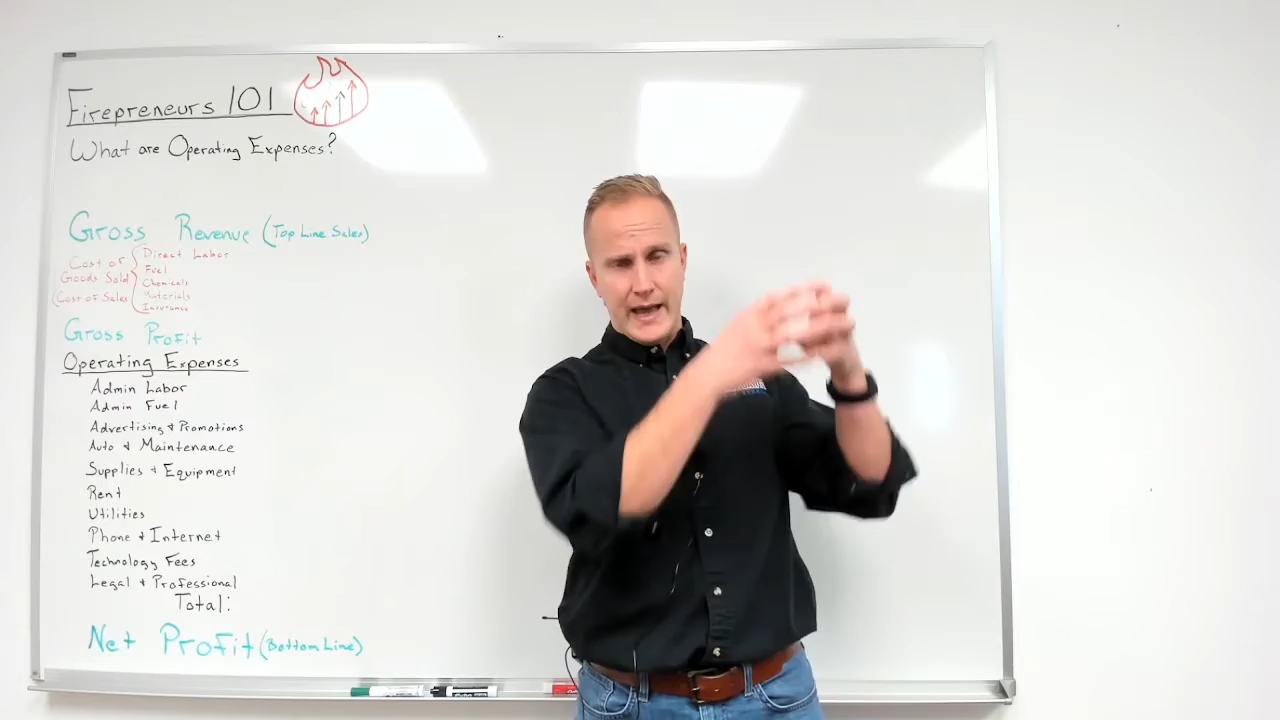 Firepreneurs 101
What are Operating Expenses?
Gross Revenue (Top Line Sales)
Cost of
Goods Sold
(Cost of Sales
Direct Labor
Fuel
Chemicals
Materials
Insurance
Gross Profit
Operating Expenses
Admin Labor
Admin Fuel
Advertising & Promotions
Auto & Maintenance
Supplies & Equipment
Rent
Utilities
Phone & Internet
Technology Fees
Legal & Professional
Total:
Net Profit (Bottom Line)